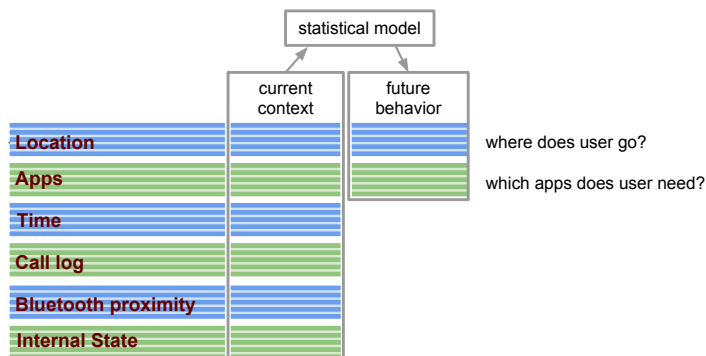 statistical model
current
context
future
behavior
Location
where does user go?
Apps
which apps does user need?
Time
Call log
Bluetooth proximity
Internal State